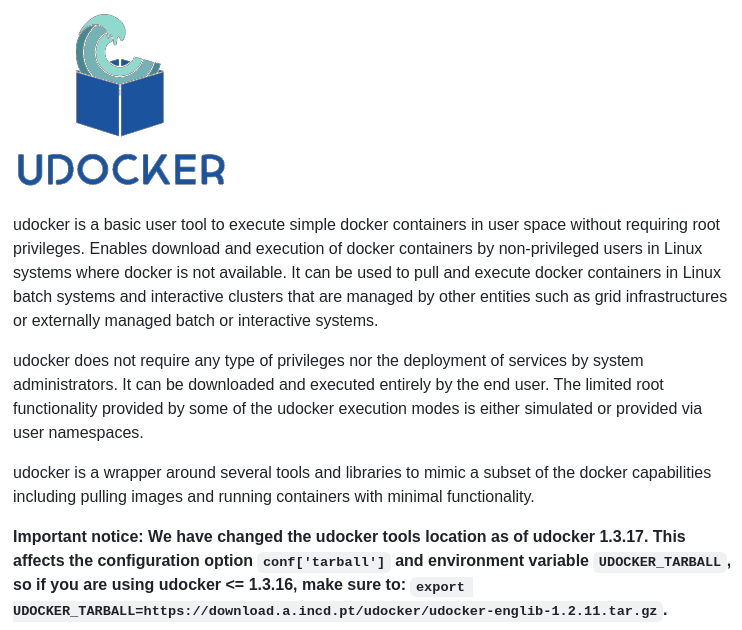 UDOCKER
udocker is a basic user tool to execute simple docker containers in user space without requiring root
privileges. Enables download and execution of docker containers by non-privileged users in Linux
systems where docker is not available. It can be used to pull and execute docker containers in Linux
batch systems and interactive clusters that are managed by other entities such as grid infrastructures
or externally managed batch or interactive systems.
udocker does not require any type of privileges nor the deployment of services by system
administrators. It can be downloaded and executed entirely by the end user. The limited root
functionality provided by some of the udocker execution modes is either simulated or provided via
user namespaces.
udocker is a wrapper around several tools and libraries to mimic a subset of the docker capabilities
including pulling images and running containers with minimal functionality.
Important notice: We have changed the udocker tools location as of udocker 1.3.17. This
affects the configuration option conf['tarball'] and environment variable UDOCKER_TARBALL,
so if you are using udocker <= 1.3.16, make sure to: export
UDOCKER_TARBALL=https://download.a.incd.pt/udocker/udocker-englib-1.2.11.tar.gz.